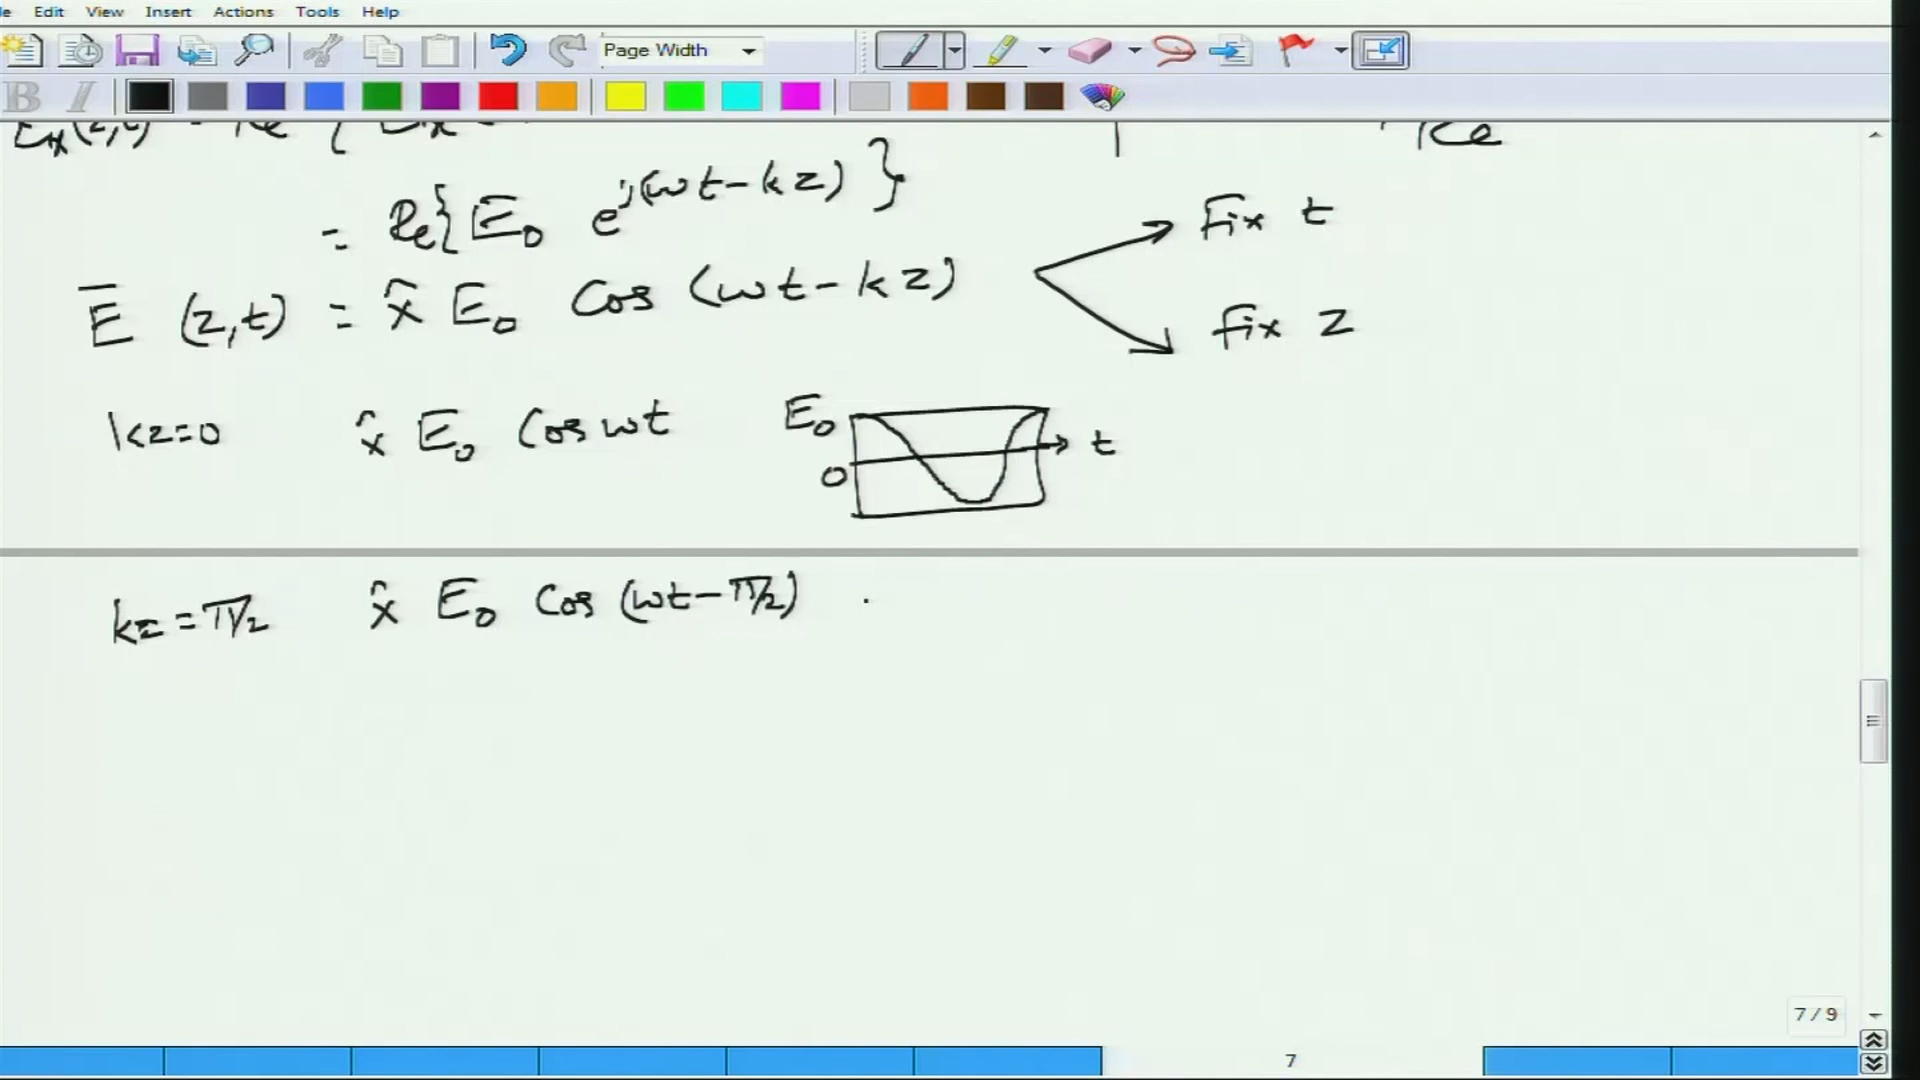 Edit View Insert Actions Tools Help
Page Width
B I
= Re{E₀ e^j(ωt-kz)}
Fix t
E̅ (z,t) = x̂ E₀ Cos (ωt-kz)
Fix z
kz=0 x̂ E₀ Cos ωt E₀ 0 t
kz=π/2 x̂ E₀ Cos (ωt-π/2)
7 / 9
7